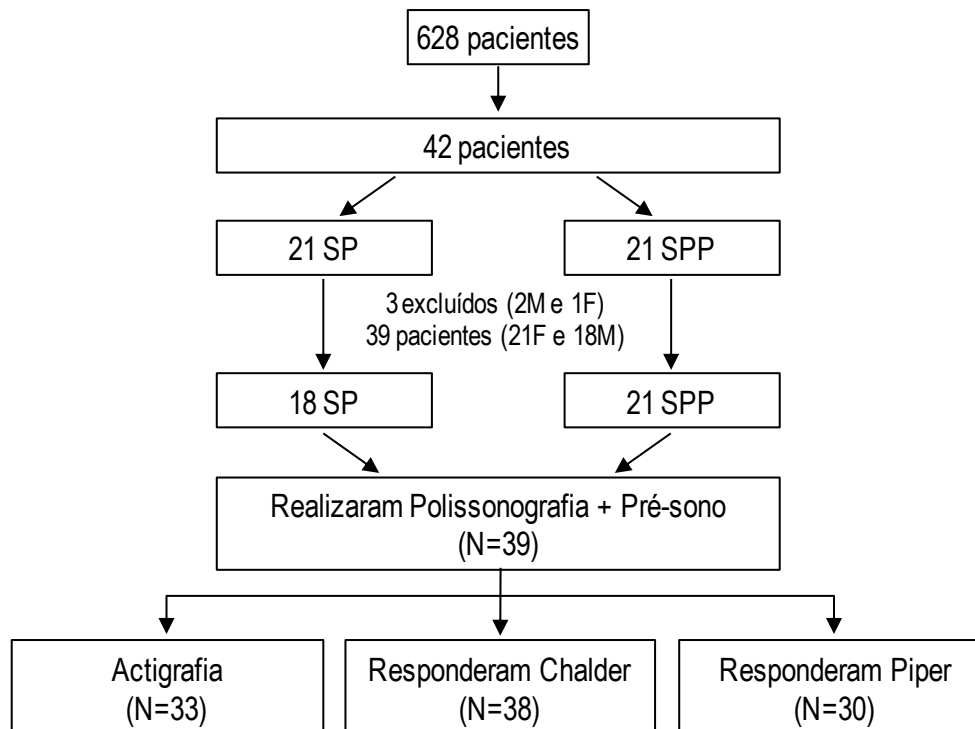 628 pacientes
42 pacientes
21 SP
21 SPP
3 excluídos (2M e 1F)
39 pacientes (21F e 18M)
18 SP
21 SPP
Realizaram Polissonografia + Pré-sono
(N=39)
Actigrafia
(N=33)
Responderam Chalder
(N=38)
Responderam Piper
(N=30)